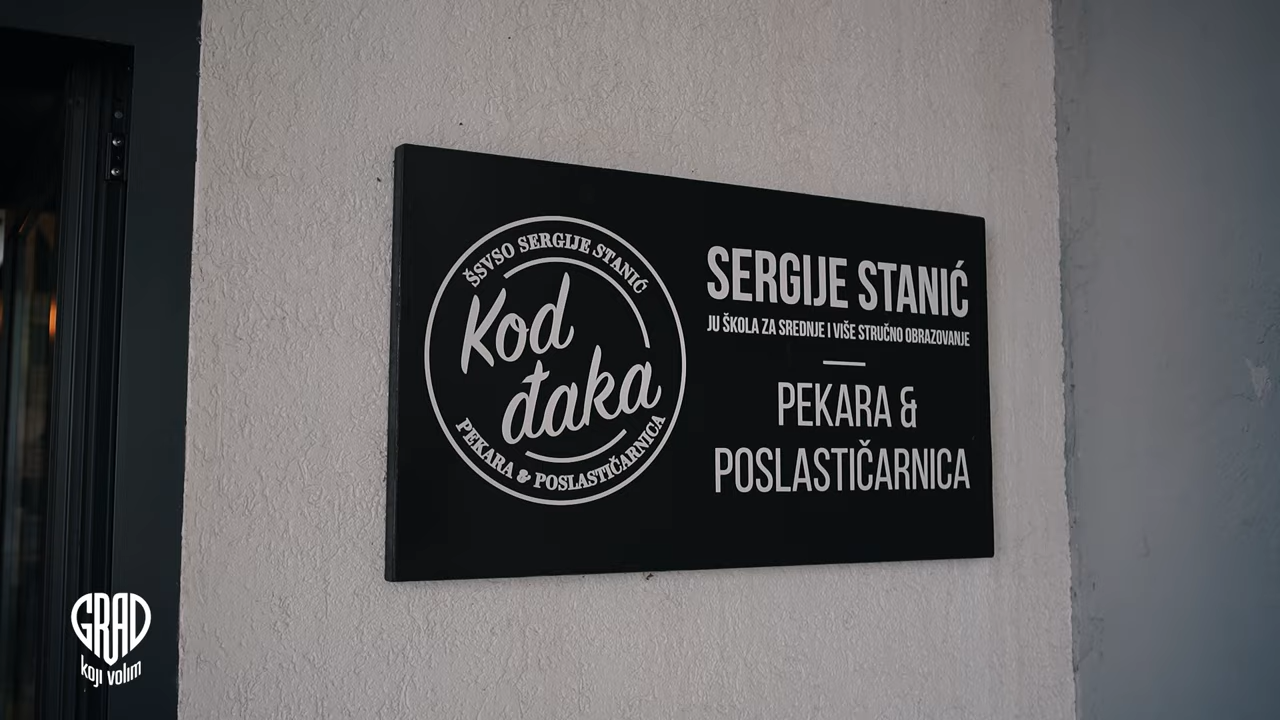 ŠSVSO SERGIJE STANIĆ
Kod
đaka
PEKARA & POSLASTIČARNICA
SERGIJE STANIĆ
JU ŠKOLA ZA SREDNJE I VIŠE STRUČNO OBRAZOVANJE
PEKARA &
POSLASTIČARNICA
GRAD
koji volim